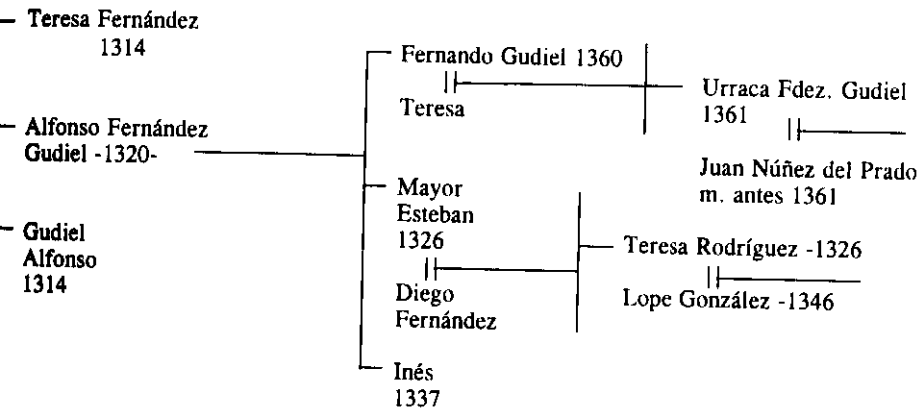 Teresa Fernández
1314
Alfonso Fernández
Gudiel -1320-
Gudiel
Alfonso
1314
Fernando Gudiel 1360
Teresa
Mayor
Esteban
1326
Diego
Fernández
Inés
1337
Urraca Fdez. Gudiel
1361
Juan Núñez del Prado
m. antes 1361
Teresa Rodríguez -1326
Lope González -1346